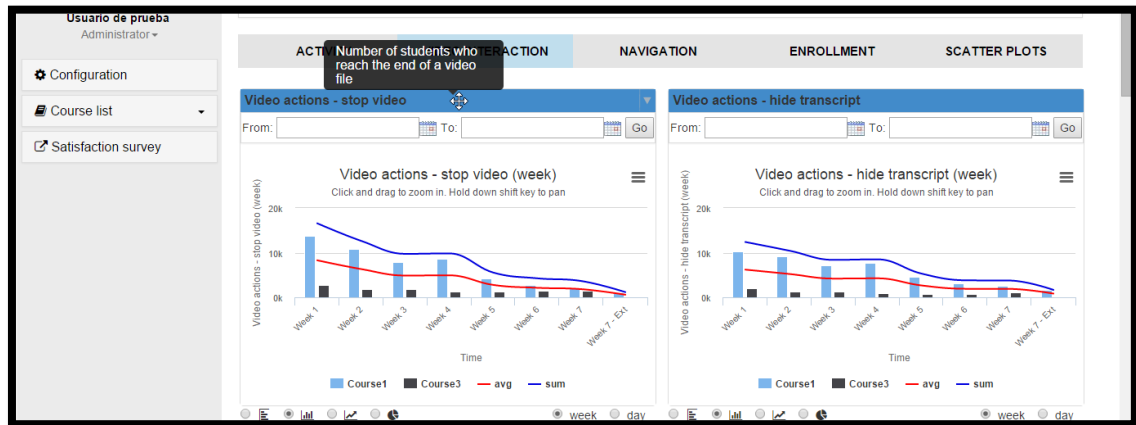 Usuario de prueba
Administrator
Configuration
Course list
Satisfaction survey
ACTIVI
ERACTION
NAVIGATION
ENROLLMENT
SCATTER PLOTS
Number of students who
reach the end of a video
file
Video actions - stop video
From:
To:
Go
Video actions - stop video (week)
Click and drag to zoom in. Hold down shift key to pan
Video actions - stop video (week)
20k
10k
0k
Week 1
Week 2
Week 3
Week 4
Week 5
Week 6
Week 7
Week 7 - Ext
Time
Course1 Course3 avg sum
week day
Video actions - hide transcript
From:
To:
Go
Video actions - hide transcript (week)
Click and drag to zoom in. Hold down shift key to pan
Video actions - hide transcript (week)
20k
10k
0k
Week 1
Week 2
Week 3
Week 4
Week 5
Week 6
Week 7
Week 7 - Ext
Time
Course1 Course3 avg sum
week day